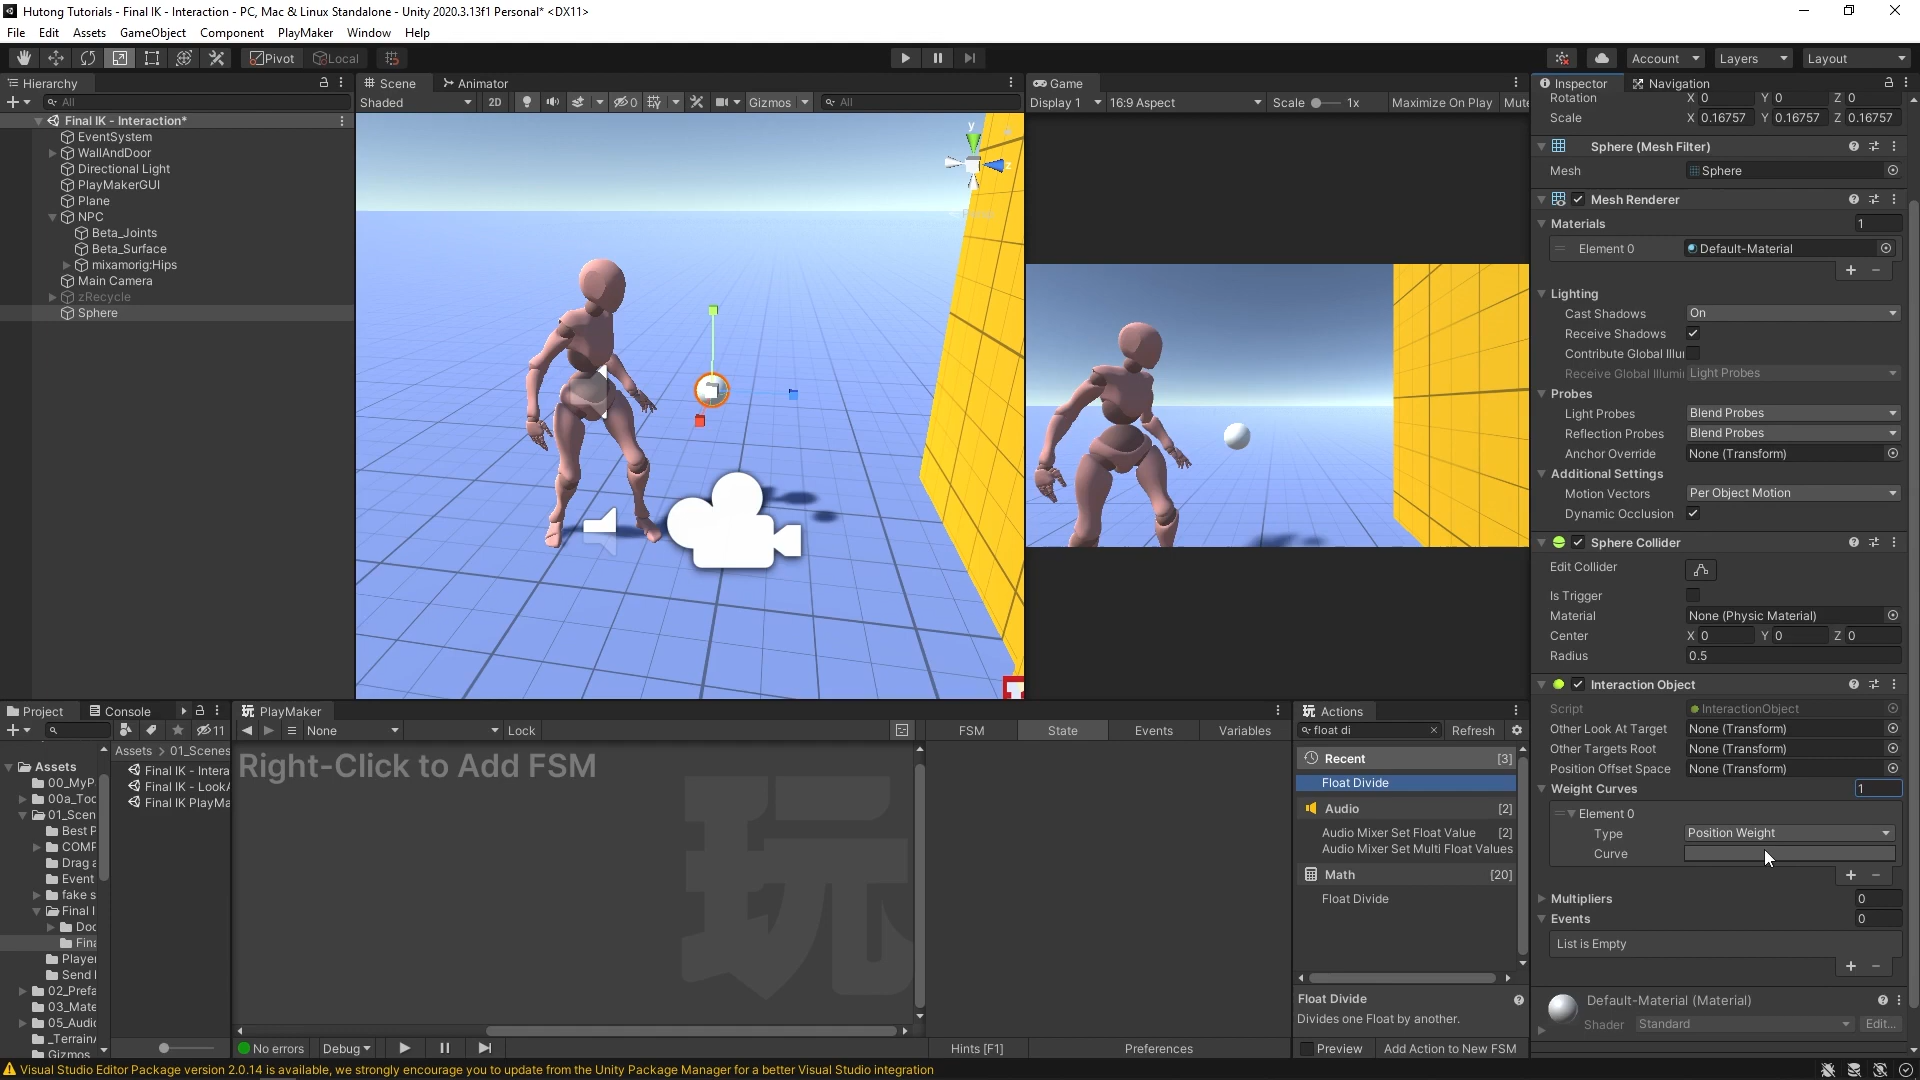 Hutong Tutorials - Final IK - Interaction - PC, Mac & Linux Standalone - Unity 2020.3.13f1 Personal* <DX11>
File Edit Assets GameObject Component PlayMaker Window Help
Pivot Local Account Layers Layout
Hierarchy
All
Final IK - Interaction*
EventSystem
WallAndDoor
Directional Light
PlayMakerGUI
Plane
NPC
Beta_Joints
Beta_Surface
mixamorig:Hips
Main Camera
zRecycle
Sphere
Scene Animator
Shaded 2D 0 Gizmos All
y
z
Game
Display 1 16:9 Aspect Scale 1x Maximize On Play Mute
Inspector Navigation
Rotation X 0 Y 0 Z 0
Scale X 0.16757 Y 0.16757 Z 0.16757
Sphere (Mesh Filter)
Mesh Sphere
Mesh Renderer
Materials 1
Element 0 Default-Material
Lighting
Cast Shadows On
Receive Shadows
Contribute Global Illu
Receive Global Illumi Light Probes
Probes
Light Probes Blend Probes
Reflection Probes Blend Probes
Anchor Override None (Transform)
Additional Settings
Motion Vectors Per Object Motion
Dynamic Occlusion
Sphere Collider
Edit Collider
Is Trigger
Material None (Physic Material)
Center X 0 Y 0 Z 0
Radius 0.5
Interaction Object
Script InteractionObject
Other Look At Target None (Transform)
Other Targets Root None (Transform)
Position Offset Space None (Transform)
Weight Curves 1
Element 0
Type Position Weight
Curve
Multipliers 0
Events 0
List is Empty
Default-Material (Material)
Shader Standard Edit...
Project Console
11
Assets > 01_Scenes
Assets
00_MyP
00a_Too
01_Scen
Best P
COMP
Drag a
Event
fake s
Final I
Doc
Fina
Player
Send I
02_Prefa
03_Mate
05_Audio
_TerrainA
Gizmos
Final IK - Intera
Final IK - LookA
Final IK PlayMa
PlayMaker
None Lock FSM State Events Variables
Right-Click to Add FSM
玩
No errors Debug Hints [F1] Preferences
玩 Actions
float di Refresh
Recent [3]
Float Divide
Audio [2]
Audio Mixer Set Float Value [2]
Audio Mixer Set Multi Float Values
Math [20]
Float Divide
Float Divide
Divides one Float by another.
Preview Add Action to New FSM
Visual Studio Editor Package version 2.0.14 is available, we strongly encourage you to update from the Unity Package Manager for a better Visual Studio integration